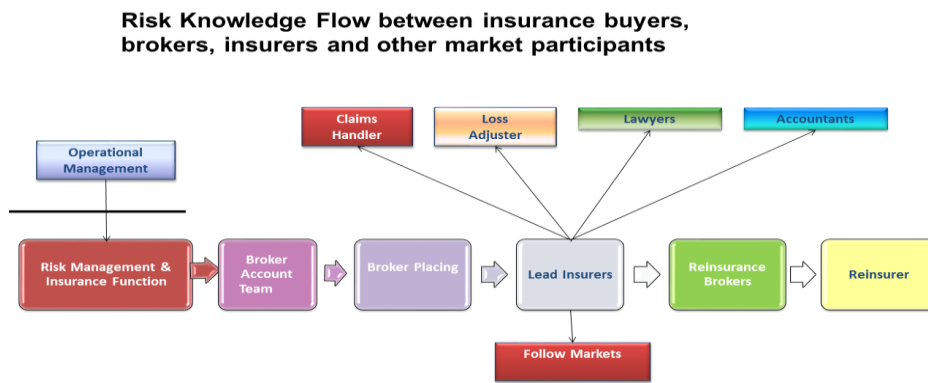 Risk Knowledge Flow between insurance buyers,
brokers, insurers and other market participants
Claims
Handler
Loss
Adjuster
Lawyers
Accountants
Operational
Management
Risk Management &
Insurance Function
Broker
Account
Team
Broker Placing
Lead Insurers
Reinsurance
Brokers
Reinsurer
Follow Markets